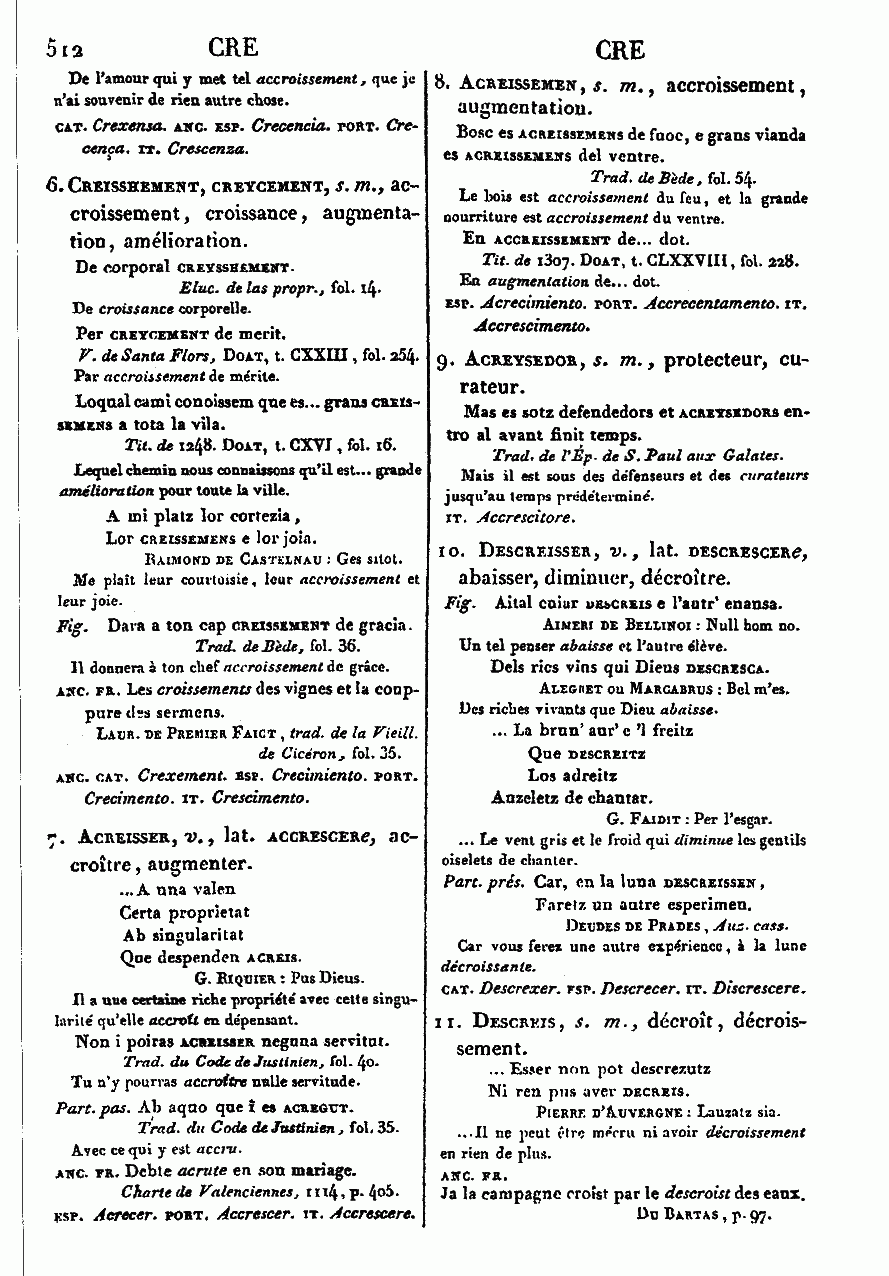 512 CRE
De l'amour qui y met tel accroissement, que je
n'ai souvenir de rien autre chose.
CAT. Crexensa. ANC. ESP. Crecencia. PORT. Cre-
cença. IT. Crescenza.
6. CREISSHEMENT, CREYCEMENT, s. m., ac-
croissement, croissance, augmenta-
tion, amélioration.
De corporal CREYSSHEMENT.
Eluc. de las propr., fol. 14.
De croissance corporelle.
Per CREYCEMENT de merit.
V. de Santa Flors, DOAT, t. CXXIII, fol. 254.
Par accroissement de mérite.
Loqual cami conoissem que es... grans CREIS-
SEMENS a tota la vila.
Tit. de 1248. DOAT, t. CXVI, fol. 16.
Lequel chemin nous connaissons qu'il est... grande
amélioration pour toute la ville.
A mi platz lor cortezia,
Lor CREISSEMENS e lor joia.
RAIMOND DE CASTELNAU : Ges sitot.
Me plaît leur courtoisie, leur accroissement et
leur joie.
Fig. Dara a ton cap CREISSEMENT de gracia.
Trad. de Bède, fol. 36.
Il donnera à ton chef accroissement de grâce.
ANC. FR. Les croissements des vignes et la coup-
pure des sermens.
LAUR. DE PREMIER FAICT, trad. de la Vieill.
de Cicéron, fol. 35.
ANC. CAT. Crexement. ESP. Crecimiento. PORT.
Crecimento. IT. Crescimento.
7. ACREISSER, v., lat. ACCRESCERe, ac-
croître, augmenter.
...A una valen
Certa proprietat
Ab singularitat
Que despenden ACREIS.
G. RIQUIER : Pus Dieus.
Il a une certaine riche propriété avec cette singu-
larité qu'elle accroît en dépensant.
Non i poiras ACREISSER neguna servitut.
Trad. du Code de Justinien, fol. 40.
Tu n'y pourras accroître nulle servitude.
Part. pas. Ab aquo que i es ACREGUT.
Trad. du Code de Justinien, fol. 35.
Avec ce qui y est accru.
ANC. FR. Debte acrute en son mariage.
Charte de Valenciennes, 1114, p. 405.
ESP. Acrecer. PORT. Accrescer. IT. Accrescere.
CRE
8. ACREISSEMEN, s. m., accroissement,
augmentation.
Bosc es ACREISSEMENS de fuoc, e grans vianda
es ACREISSEMENS del ventre.
Trad. de Bède, fol. 54.
Le bois est accroissement du feu, et la grande
nourriture est accroissement du ventre.
En ACCREISSEMENT de... dot.
Tit. de 1307. DOAT, t. CLXXVIII, fol. 228.
En augmentation de... dot.
ESP. Acrecimiento. PORT. Accrecentamento. IT.
Accrescimento.
9. ACREYSEDOR, s. m., protecteur, cu-
rateur.
Mas es sotz defendedors et ACREYSEDORS en-
tro al avant finit temps.
Trad. de l'Ép. de S. Paul aux Galates.
Mais il est sous des défenseurs et des curateurs
jusqu'au temps prédéterminé.
IT. Accrescitore.
10. DESCREISSER, v., lat. DESCRESCERe,
abaisser, diminuer, décroître.
Fig. Aital cuiur DESCREIS e l'autr' enansa.
AIMERI DE BELLINOI : Null hom no.
Un tel penser abaisse et l'autre élève.
Dels rics vins qui Dieus DESCRESCA.
ALEGRET ou MARCABRUS : Bel m'es.
Des riches vivants que Dieu abaisse.
... La brun' aur' e 'l freitz
Que DESCREITZ
Los adreitz
Auzeletz de chantar.
G. FAIDIT : Per l'esgar.
... Le vent gris et le froid qui diminue les gentils
oiselets de chanter.
Part. prés. Car, en la luna DESCREISSEN,
Faretz un autre esperimen.
DEUDES DE PRADES, Auz. cass.
Car vous ferez une autre expérience, à la lune
décroissante.
CAT. Descrexer. ESP. Descrecer. IT. Discrescere.
11. DESCREIS, s. m., décroît, décrois-
sement.
... Esser non pot descrezutz
Ni ren pus aver DECREIS.
PIERRE D'AUVERGNE : Lauzatz sia.
...Il ne peut être mécru ni avoir décroissement
en rien de plus.
ANC. FR.
Ja la campagne croist par le descroist des eaux.
DU BARTAS, p. 97.